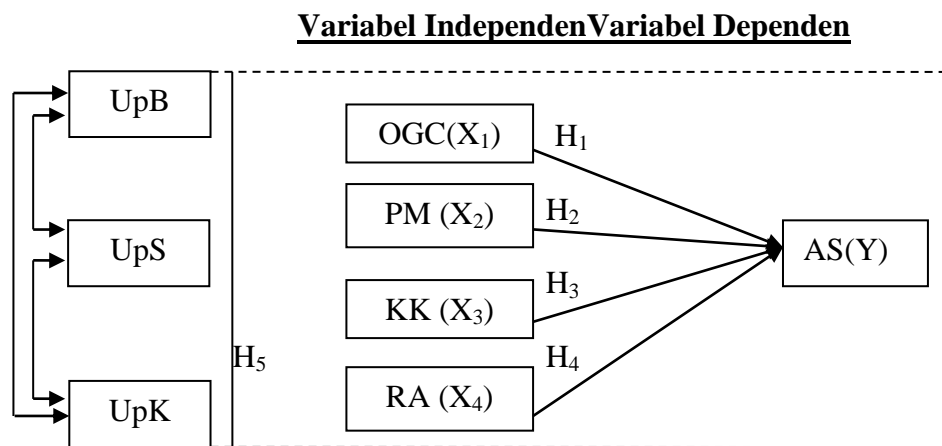 Variabel IndependenVariabel Dependen
UpB
OGC(X₁)
H₁
PM (X₂)
H₂
UpS
AS(Y)
KK (X₃)
H₃
H₅
H₄
RA (X₄)
UpK